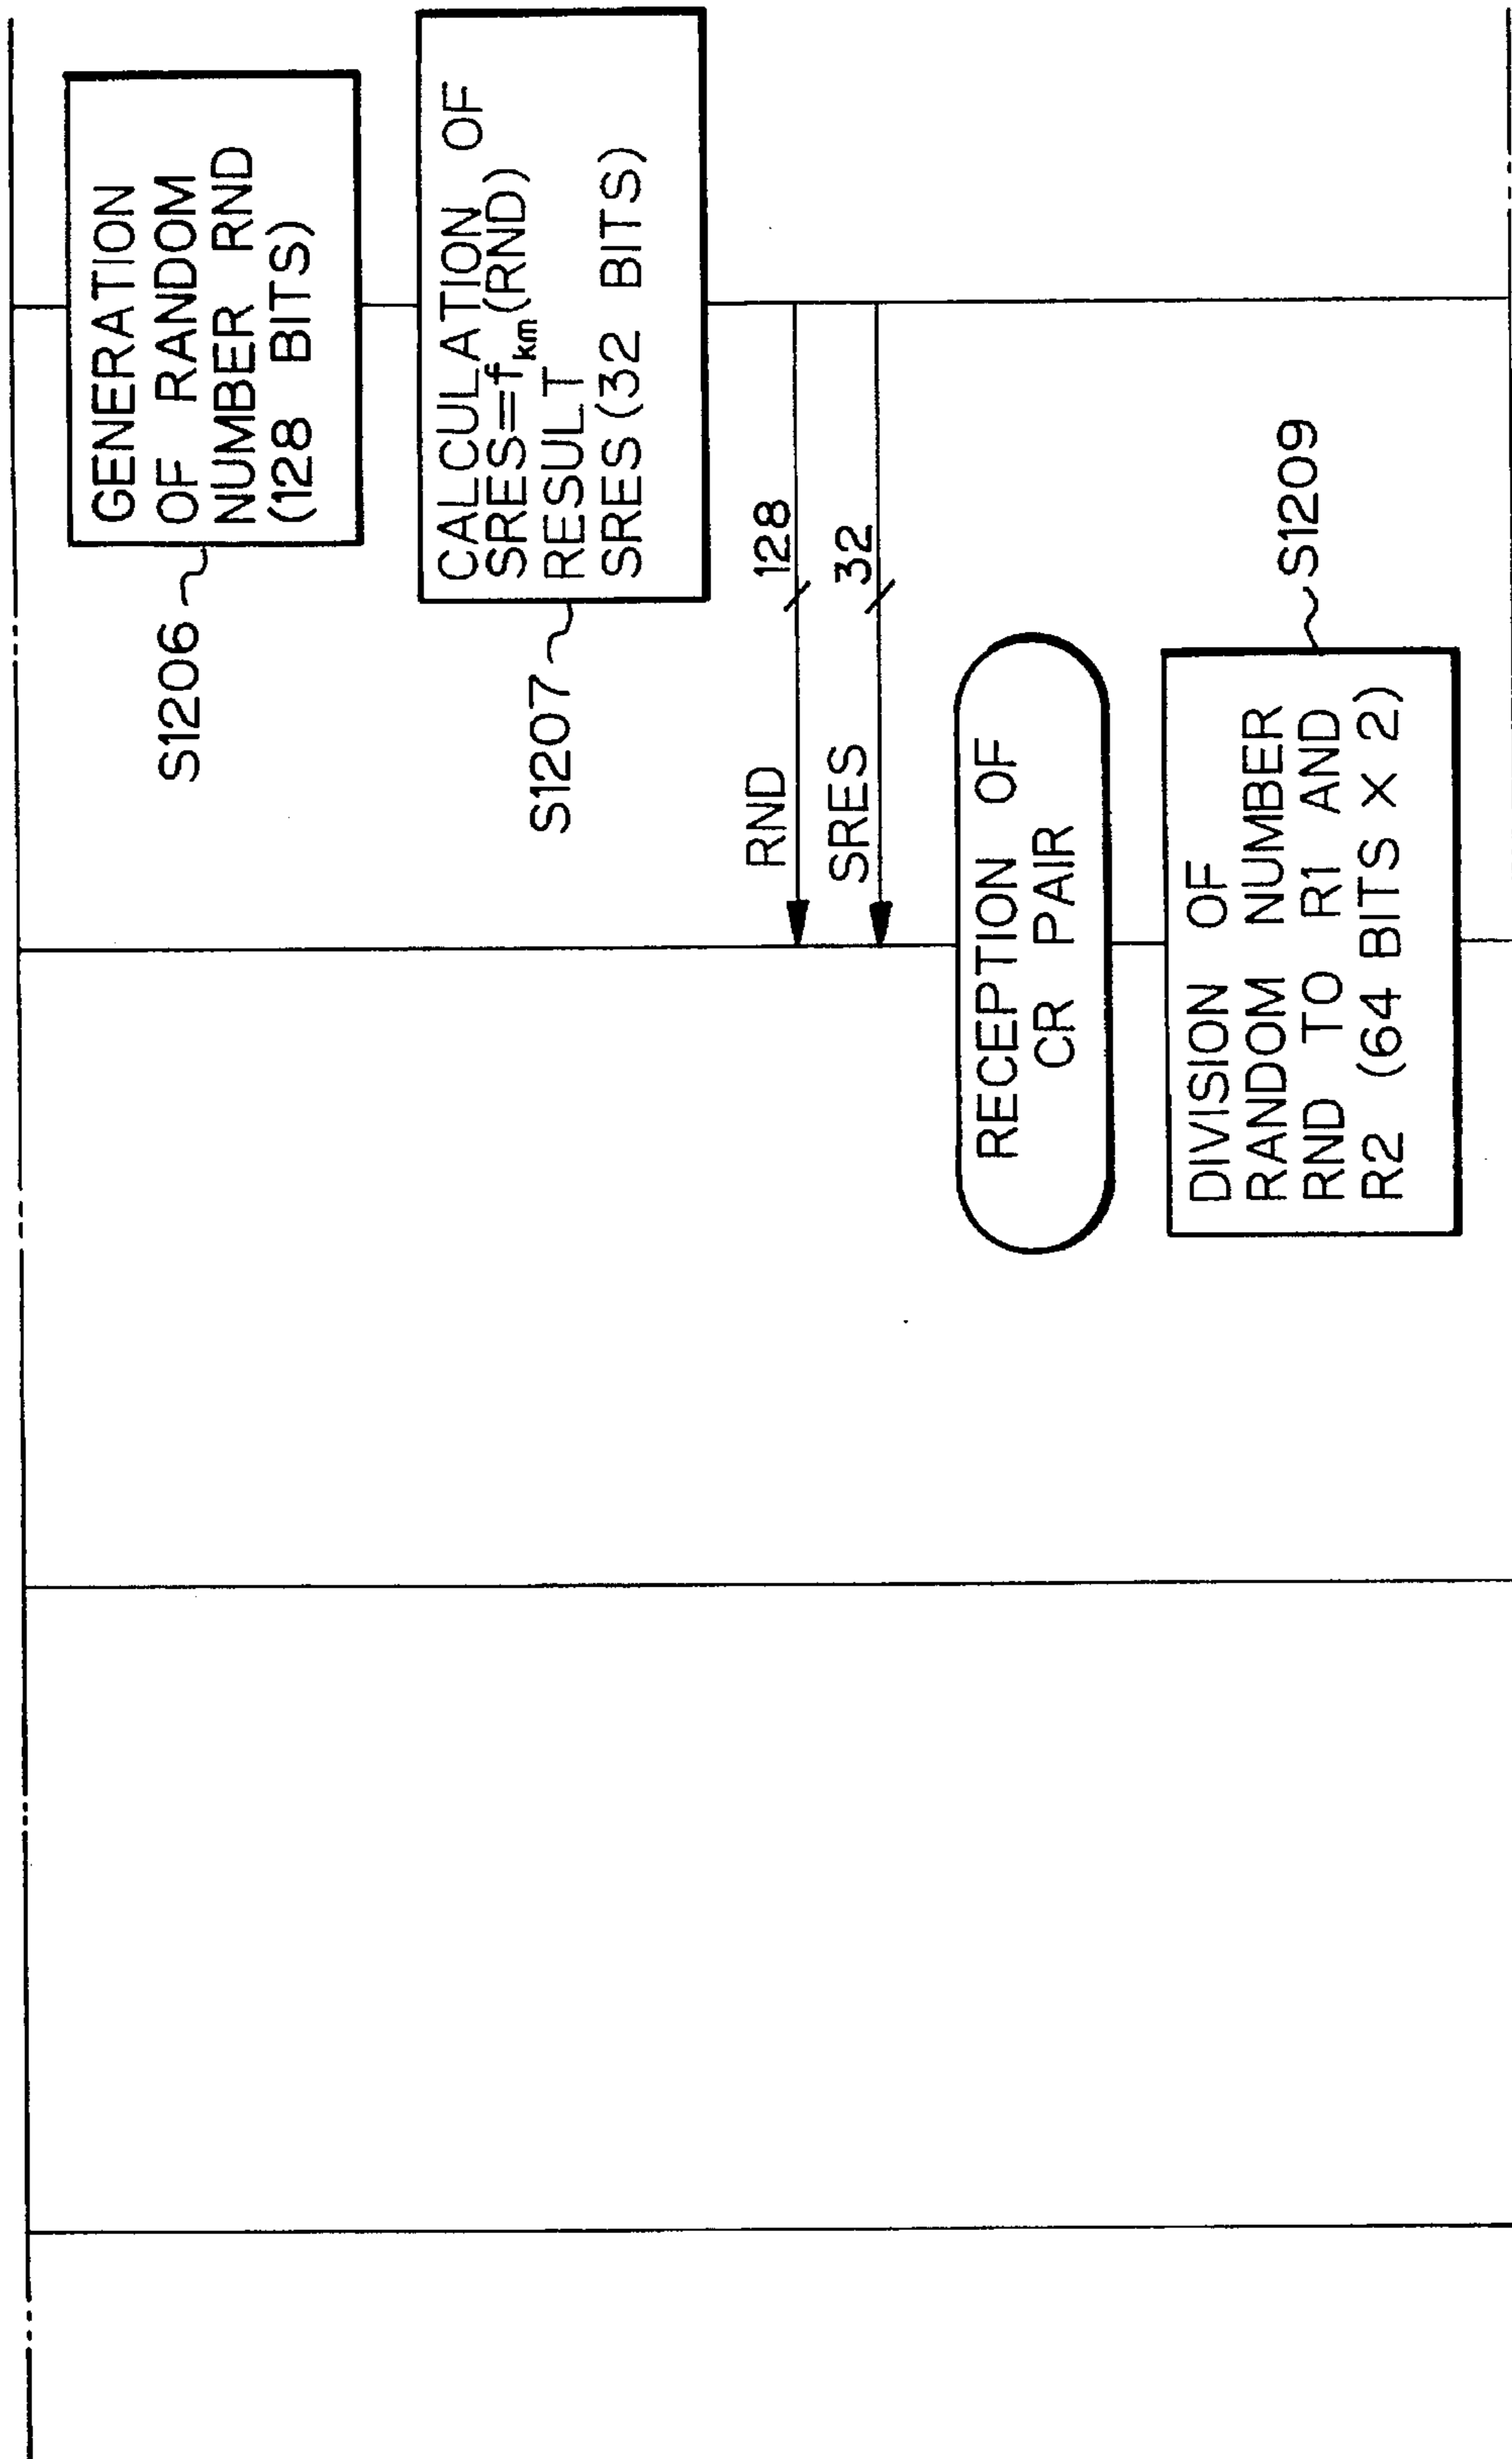 GENERATION
OF RANDOM
NUMBER RND
(128 BITS)
S1206
CALCULATION OF
SRES=fkm(RND)
RESULT
SRES(32 BITS)
S1207
RND 128
SRES 32
RECEPTION OF
CR PAIR
DIVISION OF
RANDOM NUMBER
RND TO R1 AND
R2 (64 BITS × 2)
S1209